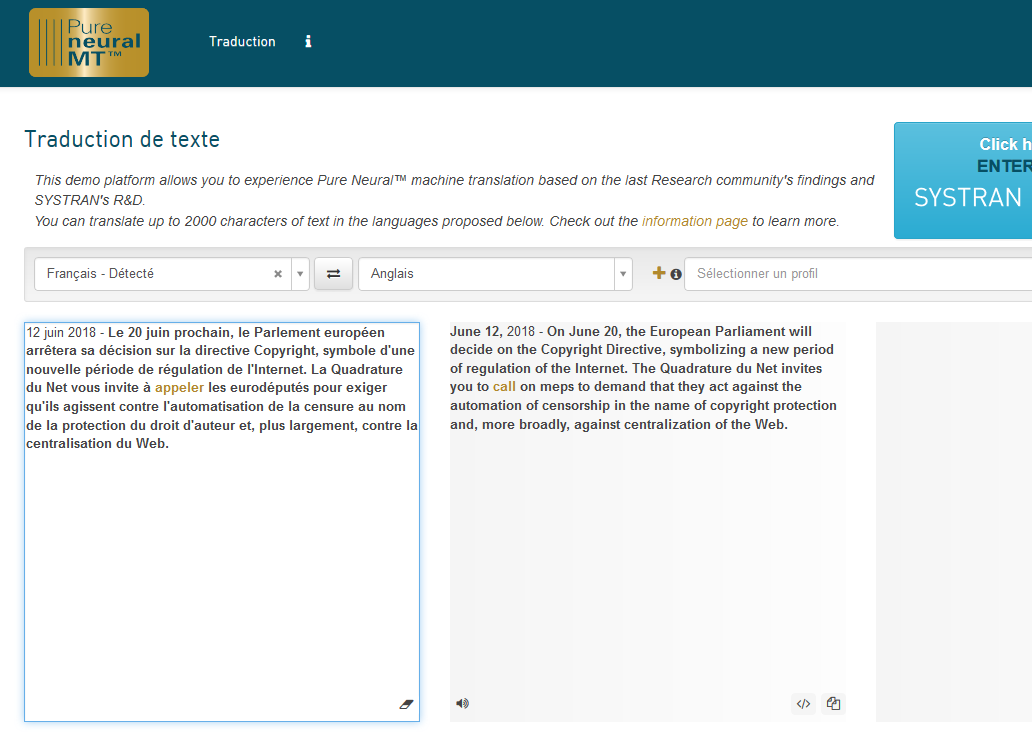 Pure
neural
MT™
Traduction
Traduction de texte
Click h
ENTER
SYSTRAN
This demo platform allows you to experience Pure Neural™ machine translation based on the last Research community's findings and
SYSTRAN's R&D.
You can translate up to 2000 characters of text in the languages proposed below. Check out the information page to learn more.
Français - Détecté
Anglais
Sélectionner un profil
12 juin 2018 - Le 20 juin prochain, le Parlement européen
arrêtera sa décision sur la directive Copyright, symbole d'une
nouvelle période de régulation de l'Internet. La Quadrature
du Net vous invite à appeler les eurodéputés pour exiger
qu'ils agissent contre l'automatisation de la censure au nom
de la protection du droit d'auteur et, plus largement, contre la
centralisation du Web.
June 12, 2018 - On June 20, the European Parliament will
decide on the Copyright Directive, symbolizing a new period
of regulation of the Internet. The Quadrature du Net invites
you to call on meps to demand that they act against the
automation of censorship in the name of copyright protection
and, more broadly, against centralization of the Web.